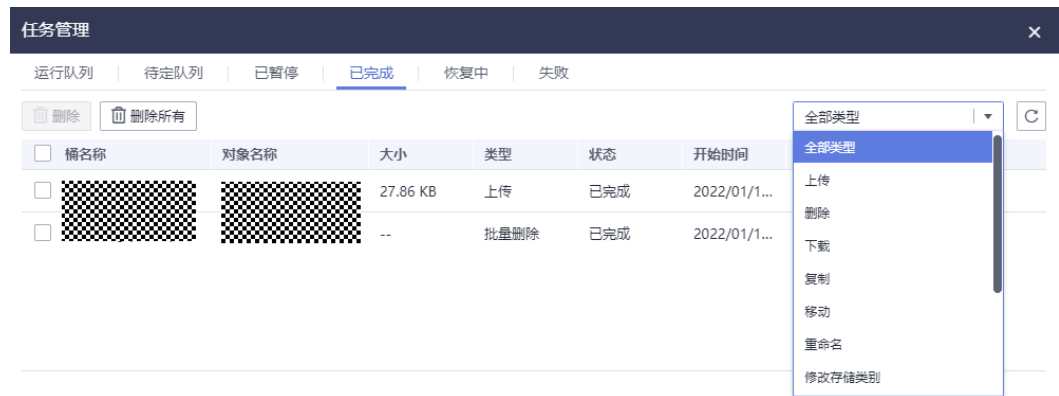 任务管理
运行队列 待定队列 已暂停 已完成 恢复中 失败
删除 删除所有 全部类型
桶名称 对象名称 大小 类型 状态 开始时间
27.86 KB 上传 已完成 2022/01/1...
-- 批量删除 已完成 2022/01/1...
全部类型
上传
删除
下载
复制
移动
重命名
修改存储类别